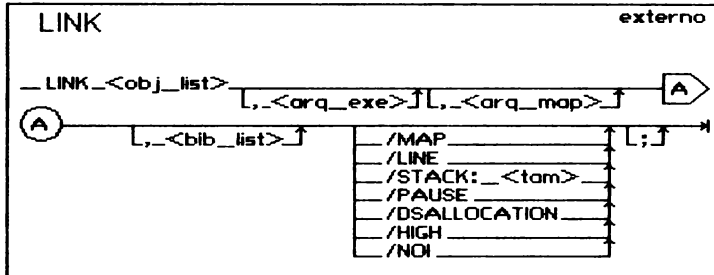 LINK externo
LINK <obj_list> ,_<arq_exe> ,_<arq_map> A
A ,_<bib_list> /MAP ;
/LINE
/STACK:_<tam>
/PAUSE
/DSALLOCATION
/HIGH
/NOI